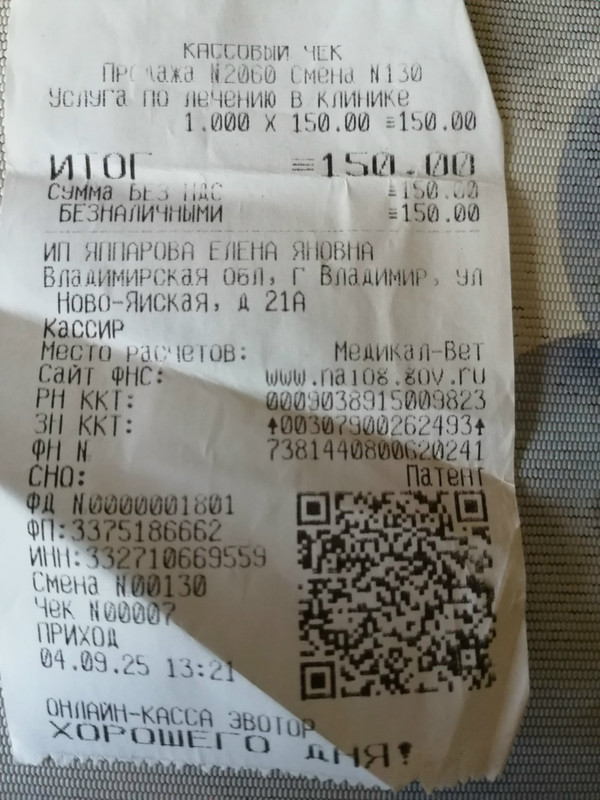 КАССОВЫЙ ЧЕК
Продажа N2060 Смена N130
Услуга по лечению в клинике
1.000 X 150.00 ≡150.00
ИТОГ ≡150.00
Сумма БЕЗ НДС ≡150.00
БЕЗНАЛИЧНЫМИ ≡150.00
ИП ЯППАРОВА ЕЛЕНА ЯНОВНА
Владимирская обл, г Владимир, ул
Ново-Ямская, д 21А
Кассир
Место расчетов: Медикал-Вет
Сайт ФНС: www.nalog.gov.ru
РН ККТ: 0009038915009823
ЗН ККТ: ↑00307900262493↑
ФН N 7381440800620241
СНО: Патент
ФД N0000001801
ФП:3375186662
ИНН:332710669559
Смена N00130
Чек N00007
ПРИХОД
04.09.25 13:21
ОНЛАЙН-КАССА ЭВОТОР
ХОРОШЕГО ДНЯ!